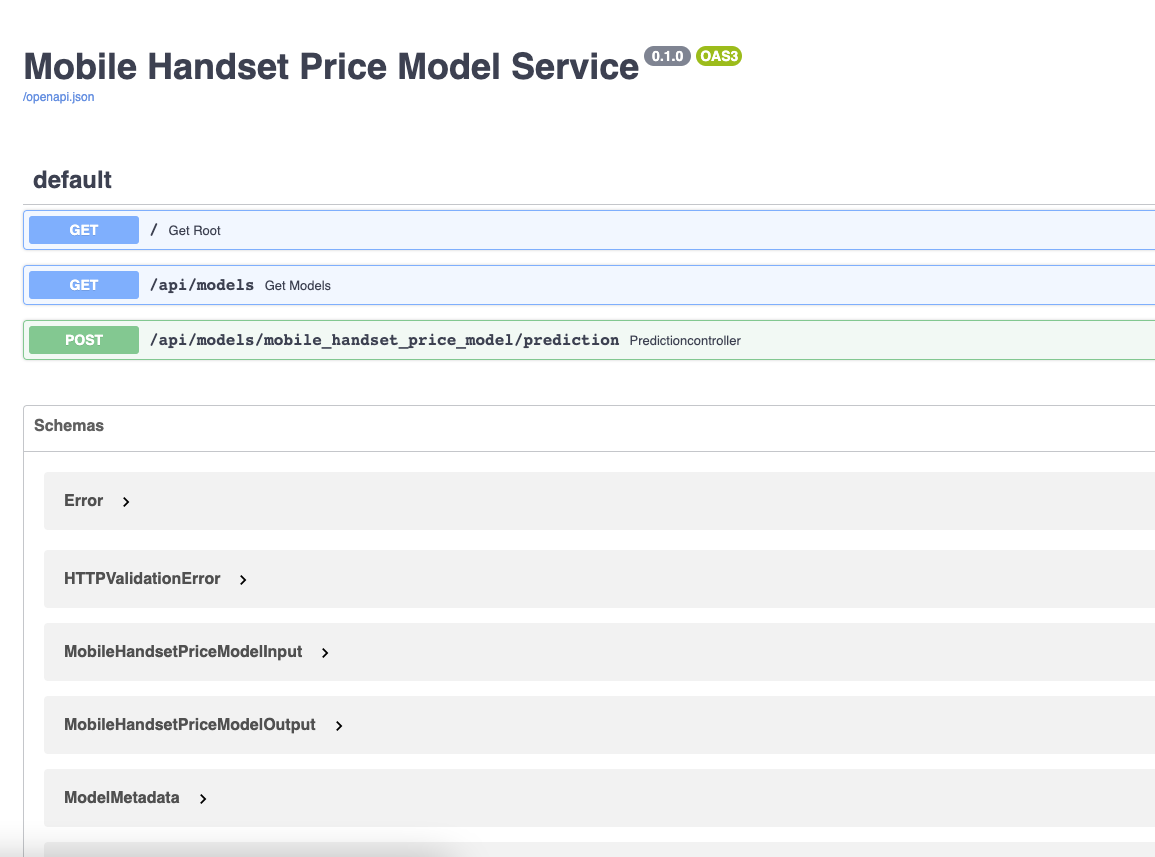 Mobile Handset Price Model Service 0.1.0 OAS3
/openapi.json
default
GET / Get Root
GET /api/models Get Models
POST /api/models/mobile_handset_price_model/prediction Predictioncontroller
Schemas
Error
HTTPValidationError
MobileHandsetPriceModelInput
MobileHandsetPriceModelOutput
ModelMetadata